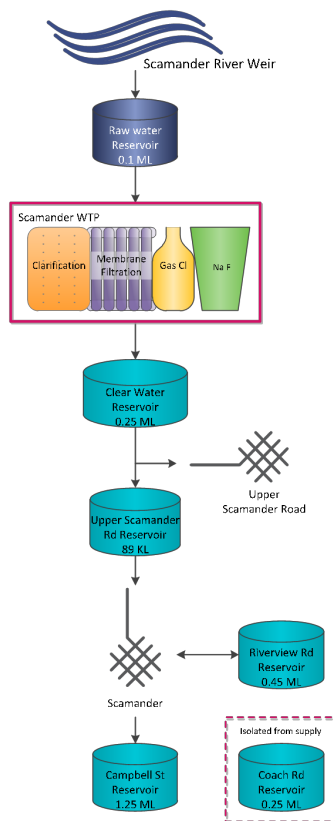 Scamander River Weir
Raw water
Reservoir
0.1 ML
Scamander WTP
Clarification
Membrane
Filtration
Gas Cl
Na F
Clear Water
Reservoir
0.25 ML
Upper
Scamander Road
Upper Scamander
Rd Reservoir
89 KL
Riverview Rd
Reservoir
0.45 ML
Scamander
Isolated from supply
Campbell St
Reservoir
1.25 ML
Coach Rd
Reservoir
0.25 ML